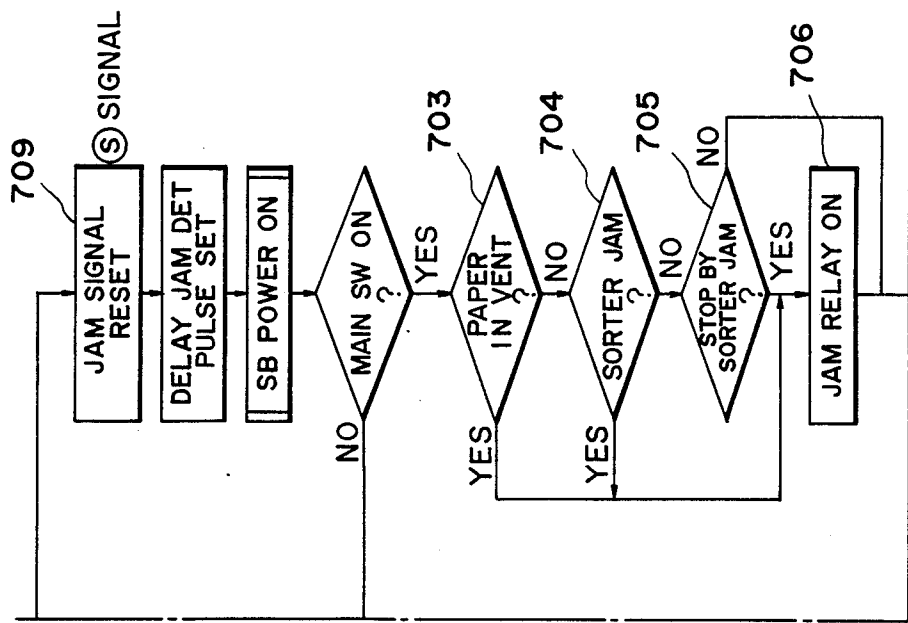 709
JAM SIGNAL
RESET
S SIGNAL
DELAY JAM DET
PULSE SET
SB POWER ON
MAIN SW ON
?
NO
YES
703
PAPER
IN VENT
?
YES
NO
704
SORTER JAM
?
YES
NO
705
STOP BY
SORTER JAM
?
NO
YES
706
JAM RELAY ON